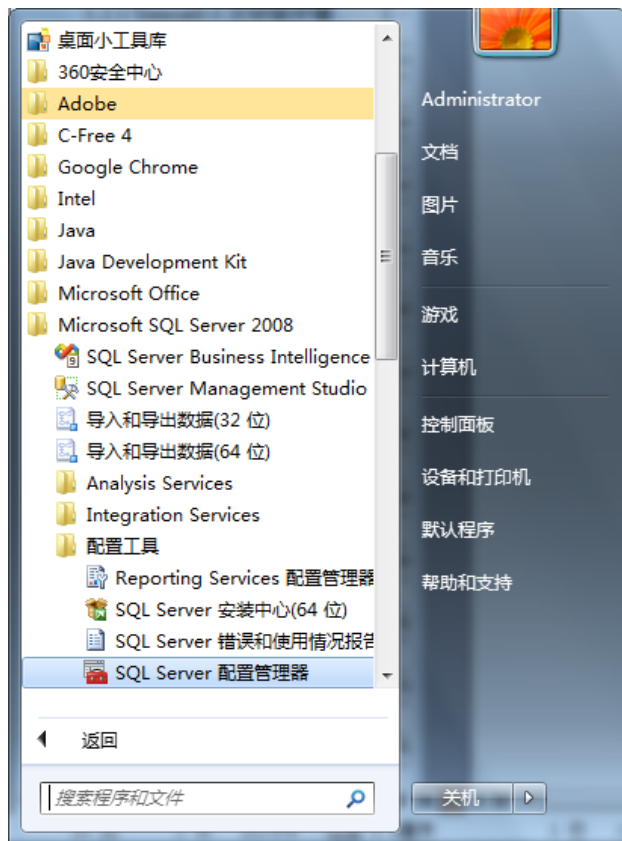 桌面小工具库
360安全中心
Adobe
C-Free 4
Google Chrome
Intel
Java
Java Development Kit
Microsoft Office
Microsoft SQL Server 2008
SQL Server Business Intelligence
SQL Server Management Studio
导入和导出数据(32 位)
导入和导出数据(64 位)
Analysis Services
Integration Services
配置工具
Reporting Services 配置管理器
SQL Server 安装中心(64 位)
SQL Server 错误和使用情况报告
SQL Server 配置管理器
返回
搜索程序和文件
Administrator
文档
图片
音乐
游戏
计算机
控制面板
设备和打印机
默认程序
帮助和支持
关机